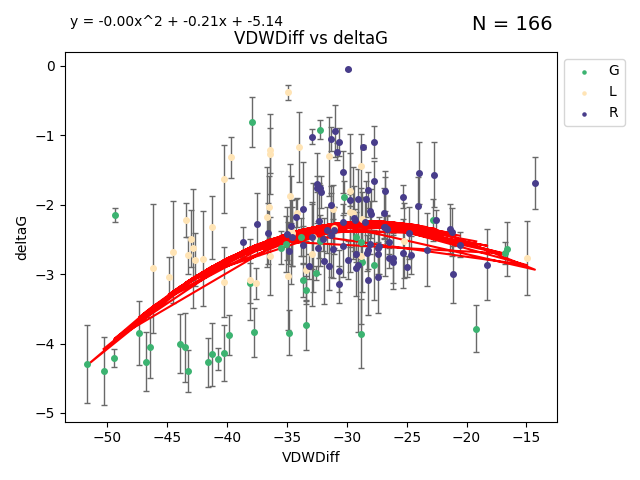 y = -0.00x^2 + -0.21x + -5.14
N = 166
VDWDiff vs deltaG
G
L
R
deltaG
0
−1
−2
−3
−4
−5
−50 −45 −40 −35 −30 −25 −20 −15
VDWDiff